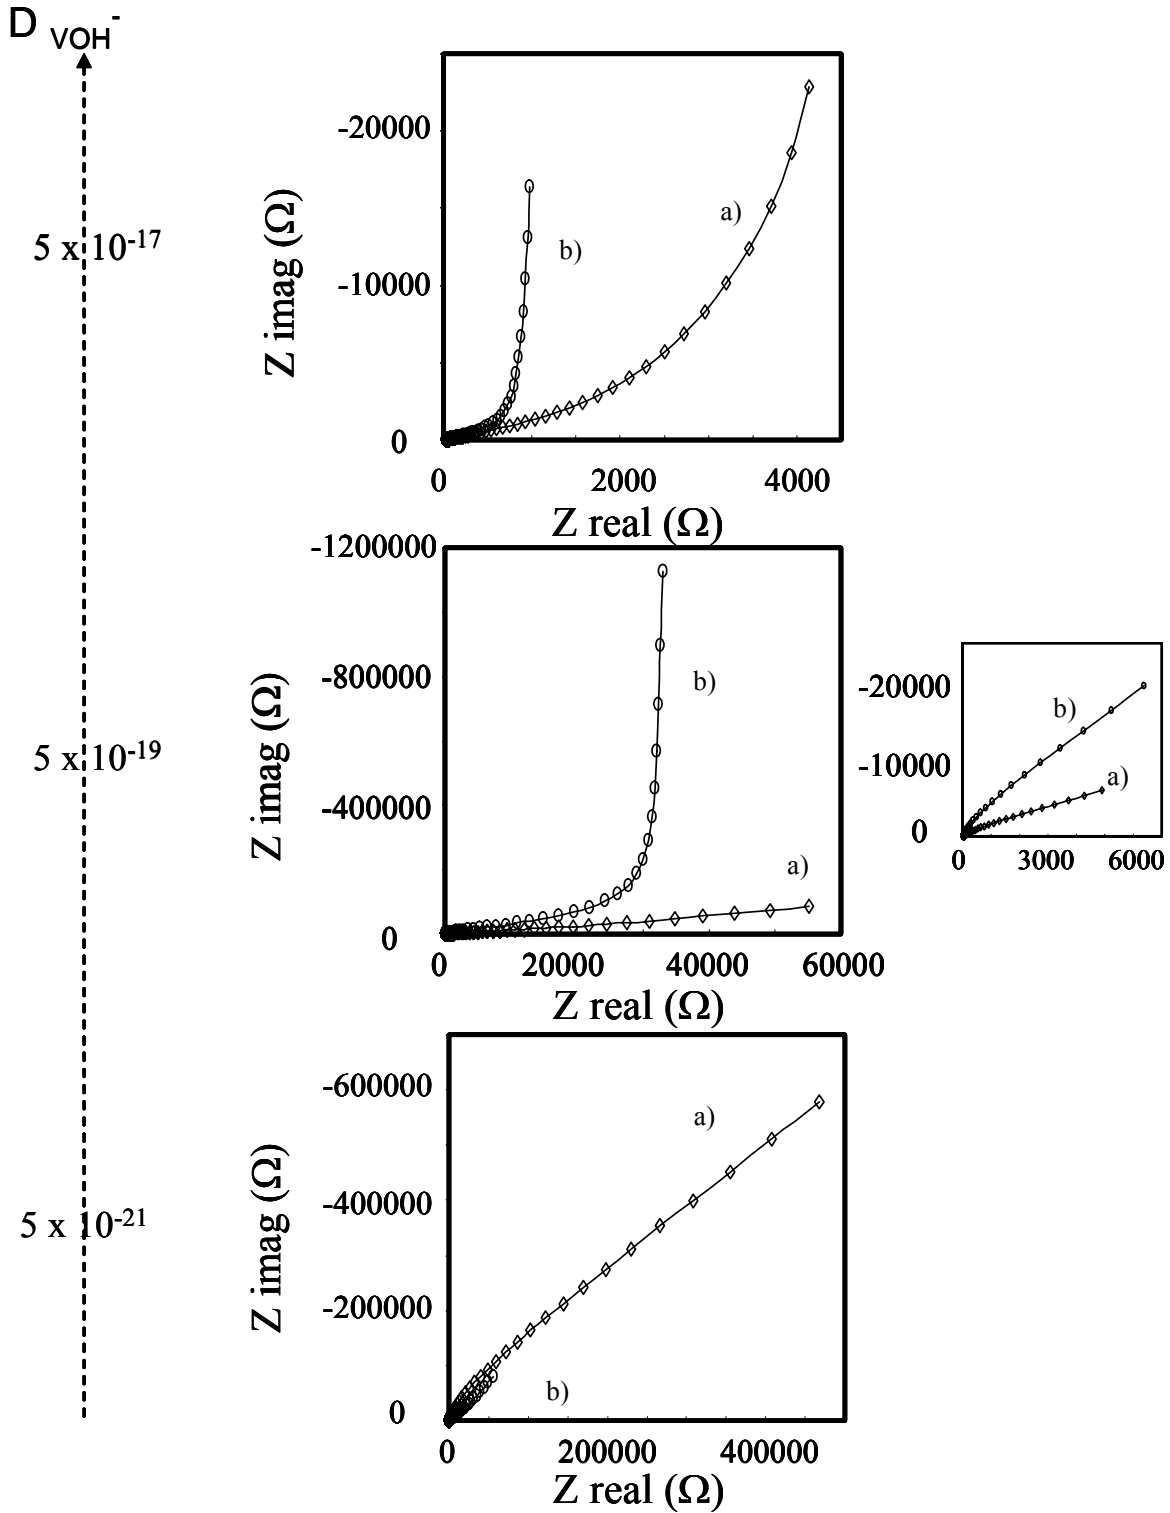 D VOH-
-20000
-10000
0
0 2000 4000
Z imag (Ω)
Z real (Ω)
a)
b)
5 x 10-17
-1200000
-800000
-400000
0
0 20000 40000 60000
Z imag (Ω)
Z real (Ω)
b)
a)
5 x 10-19
-20000
-10000
0
0 3000 6000
b)
a)
-600000
-400000
-200000
0
0 200000 400000
Z imag (Ω)
Z real (Ω)
a)
b)
5 x 10-21